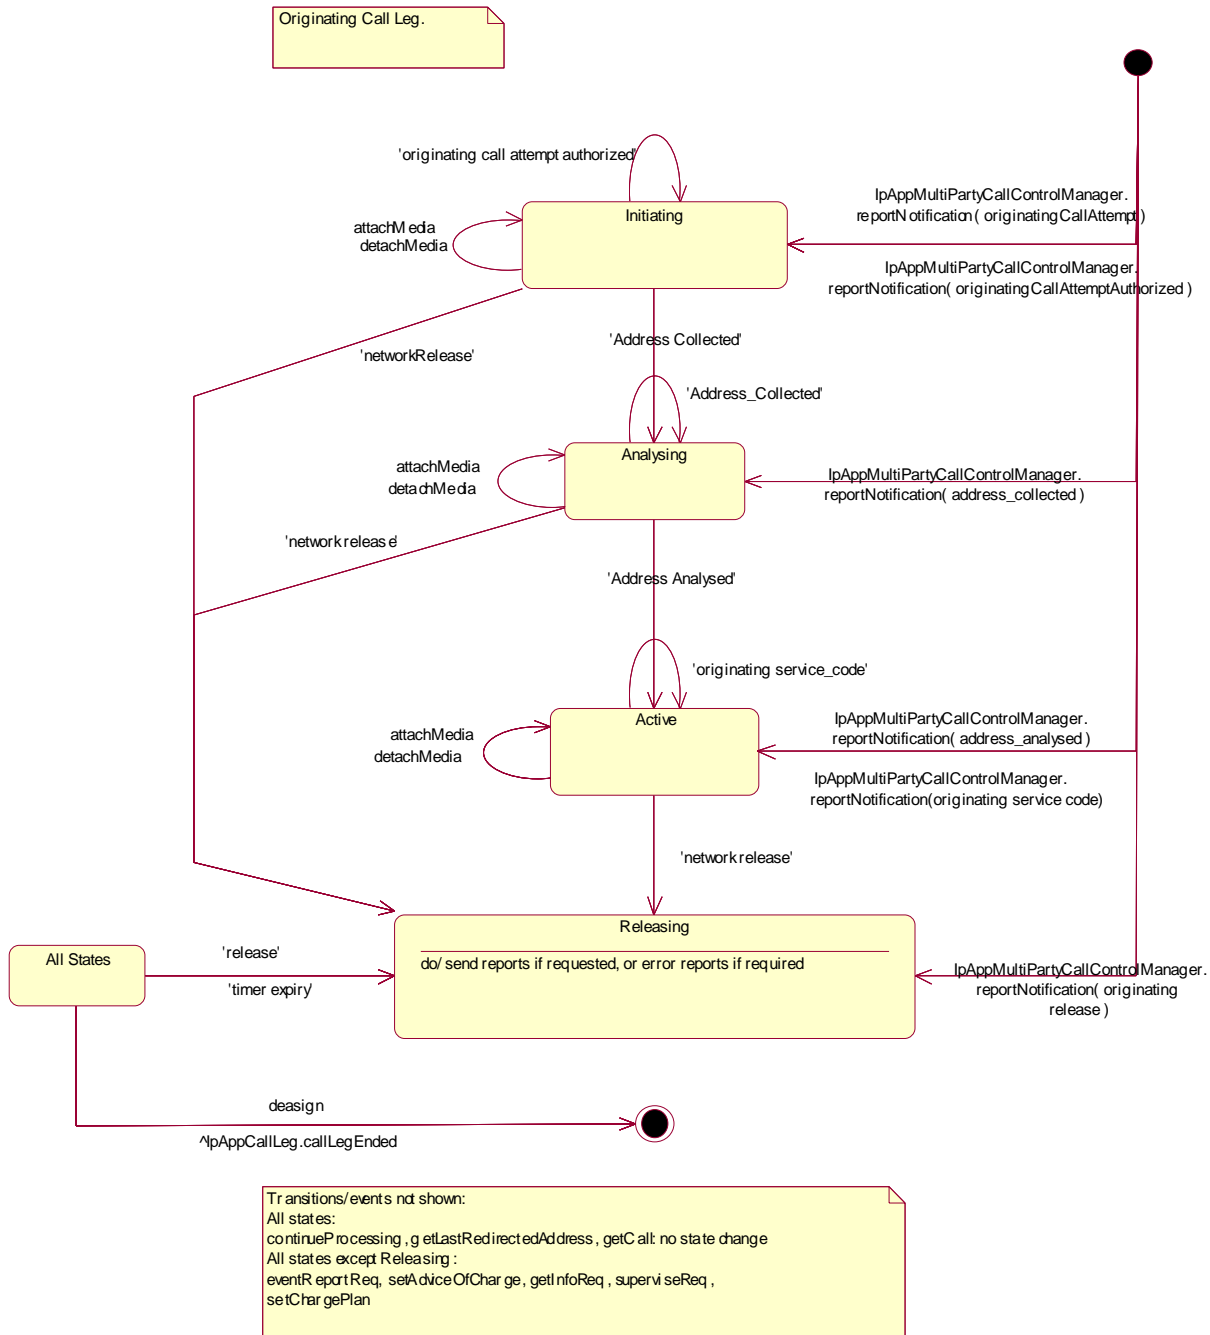 Originating Call Leg.
'originating call attempt authorized'
IpAppMultiPartyCallControlManager.
reportNotification( originatingCallAttempt )
Initiating
attachMedia
detachMedia
IpAppMultiPartyCallControlManager.
reportNotification( originatingCallAttemptAuthorized )
'Address Collected'
'networkRelease'
'Address_Collected'
Analysing
attachMedia
detachMedia
IpAppMultiPartyCallControlManager.
reportNotification( address_collected )
'network release'
'Address Analysed'
'originating service_code'
Active
attachMedia
detachMedia
IpAppMultiPartyCallControlManager.
reportNotification( address_analysed )
IpAppMultiPartyCallControlManager.
reportNotification(originating service code)
'network release'
Releasing
do/ send reports if requested, or error reports if required
All States
'release'
'timer expiry'
IpAppMultiPartyCallControlManager.
reportNotification( originating
release )
deasign
^IpAppCallLeg.callLegEnded
Transitions/events not shown:
All states:
continueProcessing, getLastRedirectedAddress, getCall: no state change
All states except Releasing :
eventReportReq, setAdviceOfCharge, getInfoReq, superviseReq,
setChargePlan